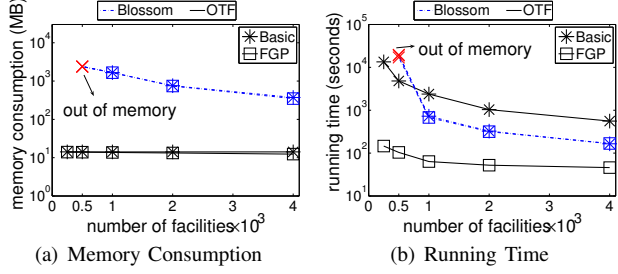 Blossom OTF
Basic
FGP
memory consumption (MB)
10^4
10^3
10^2
10^1
10^0
out of memory
0 0.5 1 2 3 4
number of facilities ×10^3
(a) Memory Consumption
Blossom OTF
Basic
FGP
running time (seconds)
10^5
10^4
10^3
10^2
10^1
out of memory
0 0.5 1 2 3 4
number of facilities ×10^3
(b) Running Time